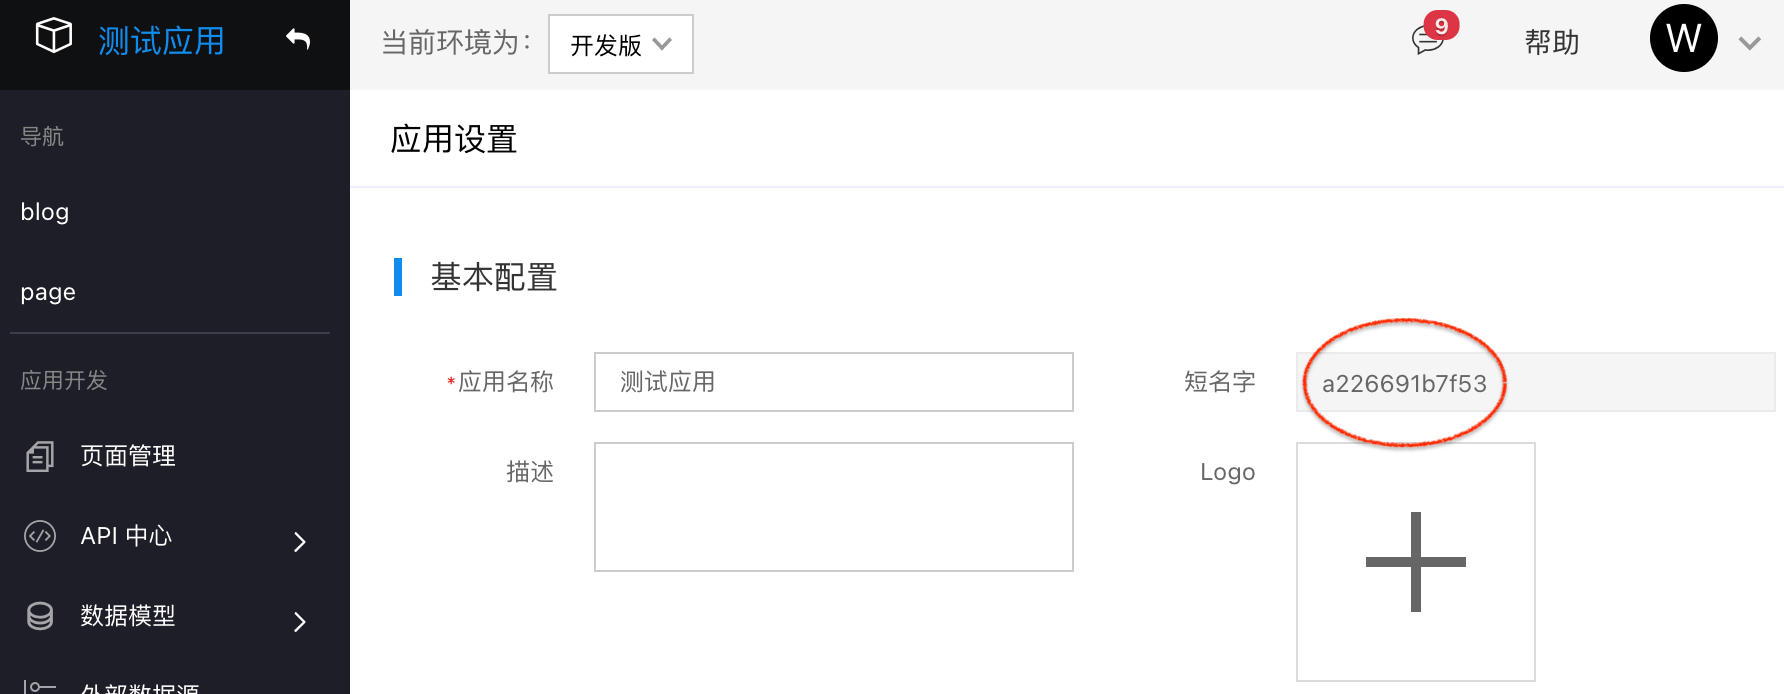 测试应用
当前环境为：
开发版
9
帮助
W
导航
blog
page
应用开发
页面管理
API 中心
数据模型
外部数据源
应用设置
基本配置
*应用名称
测试应用
短名字
a226691b7f53
描述
Logo